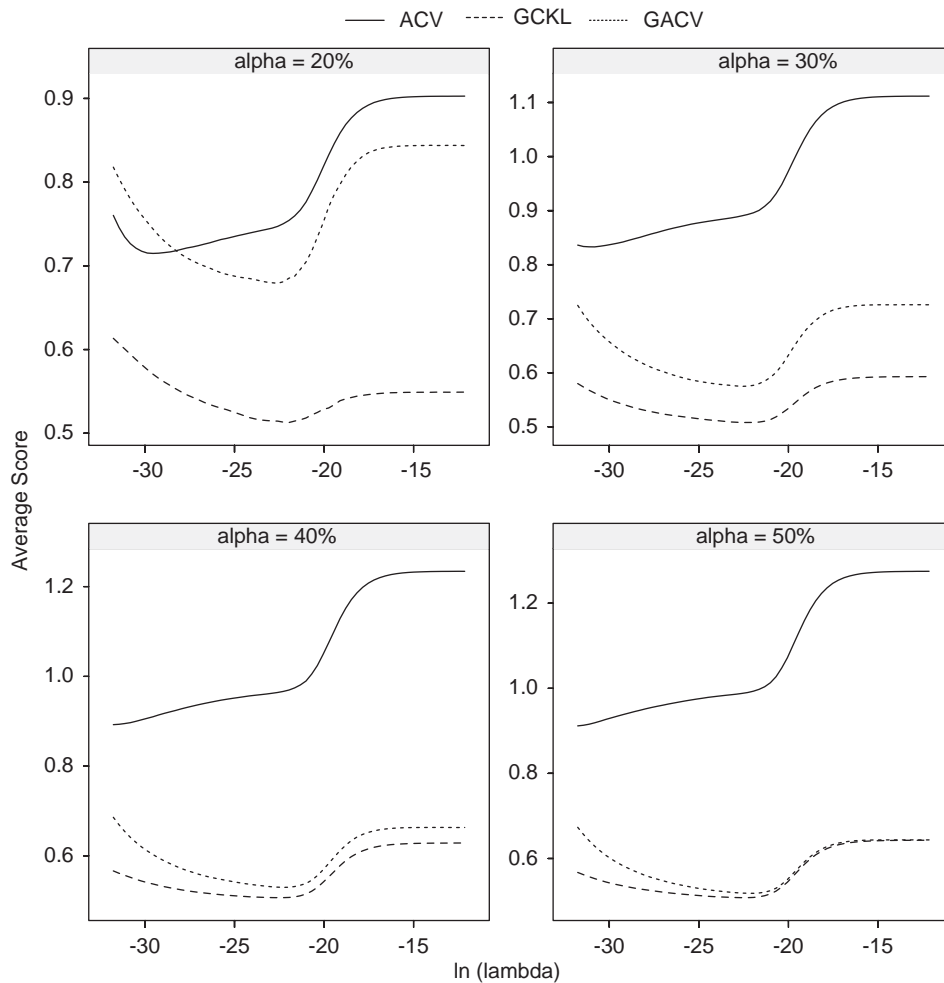 ACV GCKL GACV
alpha = 20%
alpha = 30%
0.9
0.8
0.7
0.6
0.5
1.1
1.0
0.9
0.8
0.7
0.6
0.5
-30 -25 -20 -15
-30 -25 -20 -15
Average Score
alpha = 40%
alpha = 50%
1.2
1.0
0.8
0.6
1.2
1.0
0.8
0.6
-30 -25 -20 -15
-30 -25 -20 -15
ln (lambda)